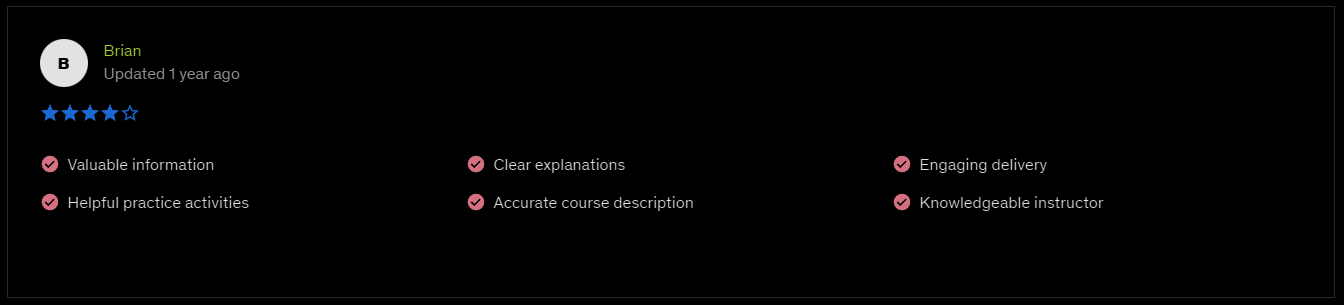 B
Brian
Updated 1 year ago
Valuable information
Clear explanations
Engaging delivery
Helpful practice activities
Accurate course description
Knowledgeable instructor